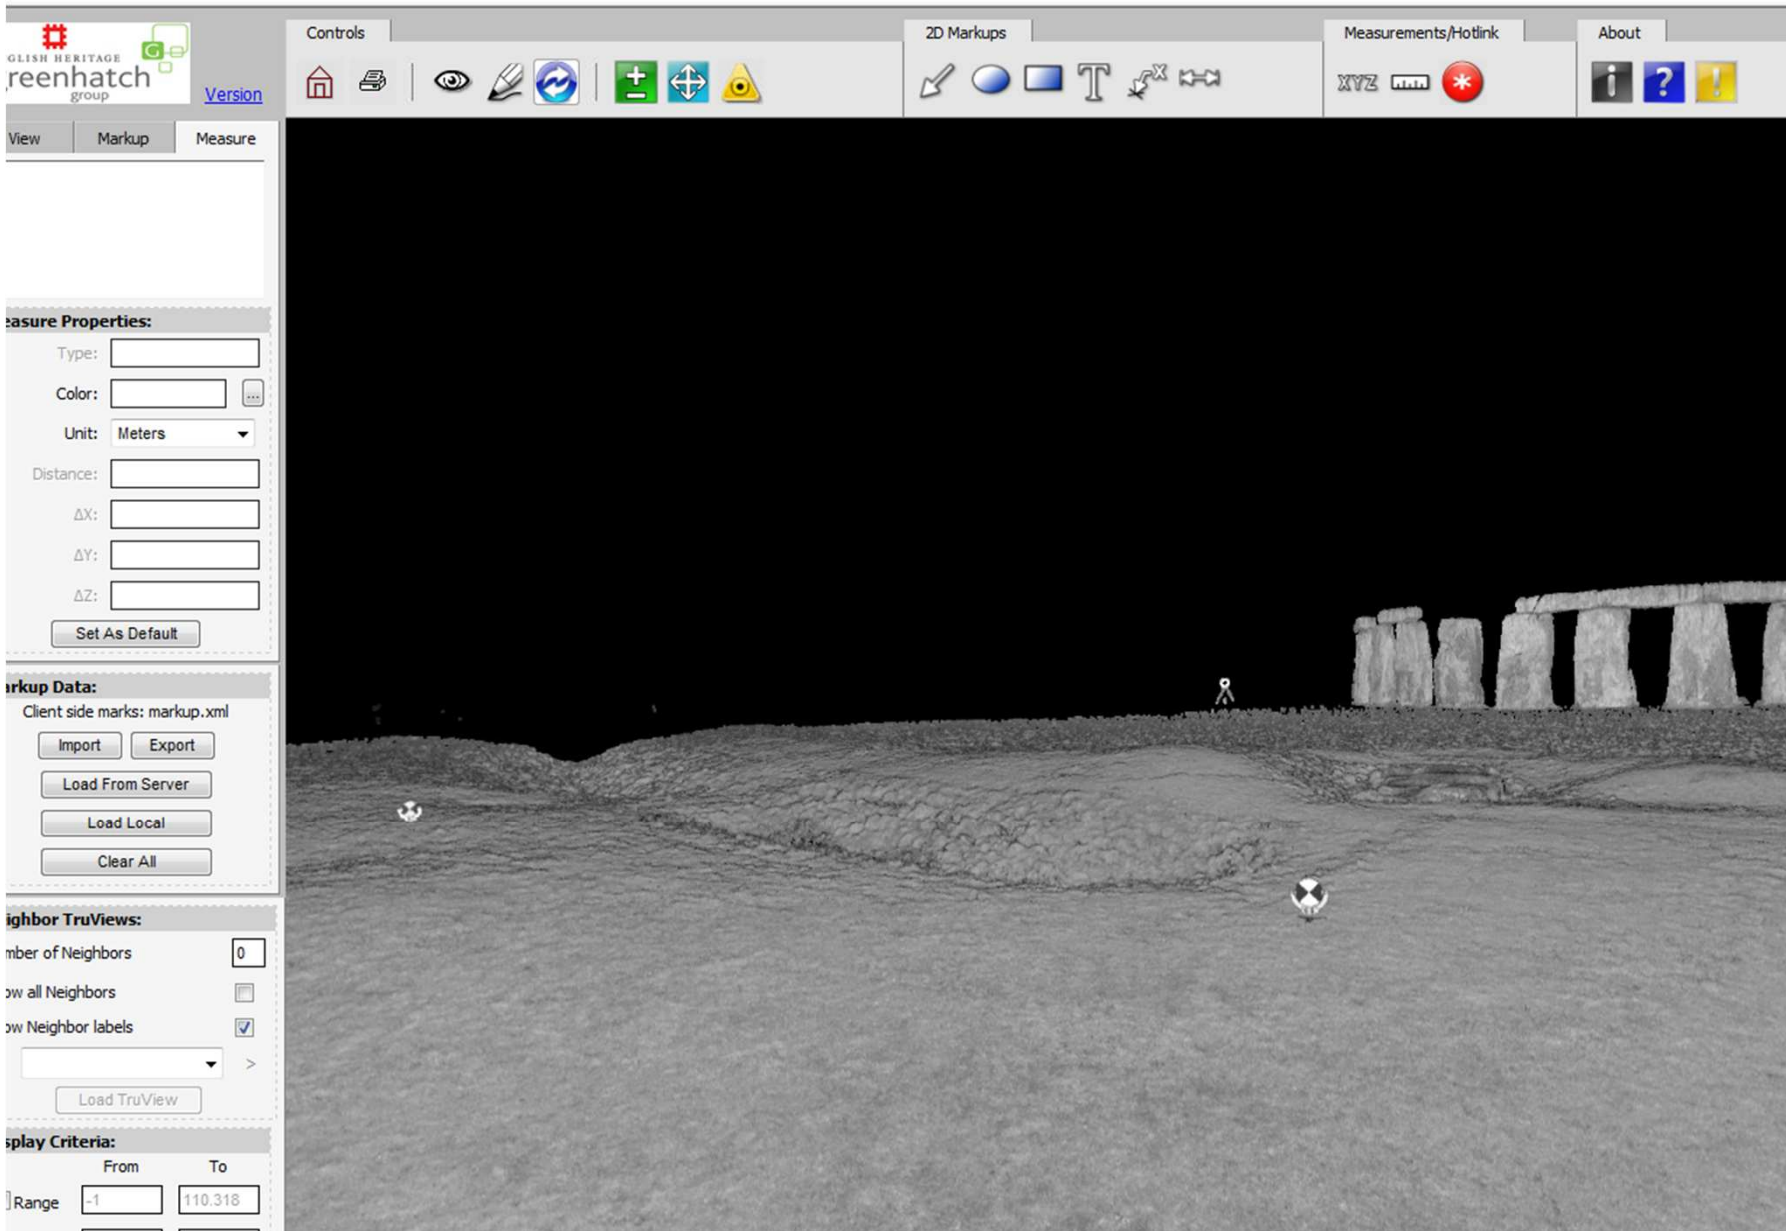 Controls
2D Markups
Measurements/Hotlink
About
GLISH HERITAGE
G
reenhatch
group
Version
T
XYZ
i
?
!
View
Markup
Measure
easure Properties:
Type:
Color:
...
Unit:
Meters
Distance:
ΔX:
ΔY:
ΔZ:
Set As Default
arkup Data:
Client side marks: markup.xml
Import
Export
Load From Server
Load Local
Clear All
ighbor TruViews:
mber of Neighbors
0
ow all Neighbors
ow Neighbor labels
>
Load TruView
splay Criteria:
From
To
Range
-1
110.318